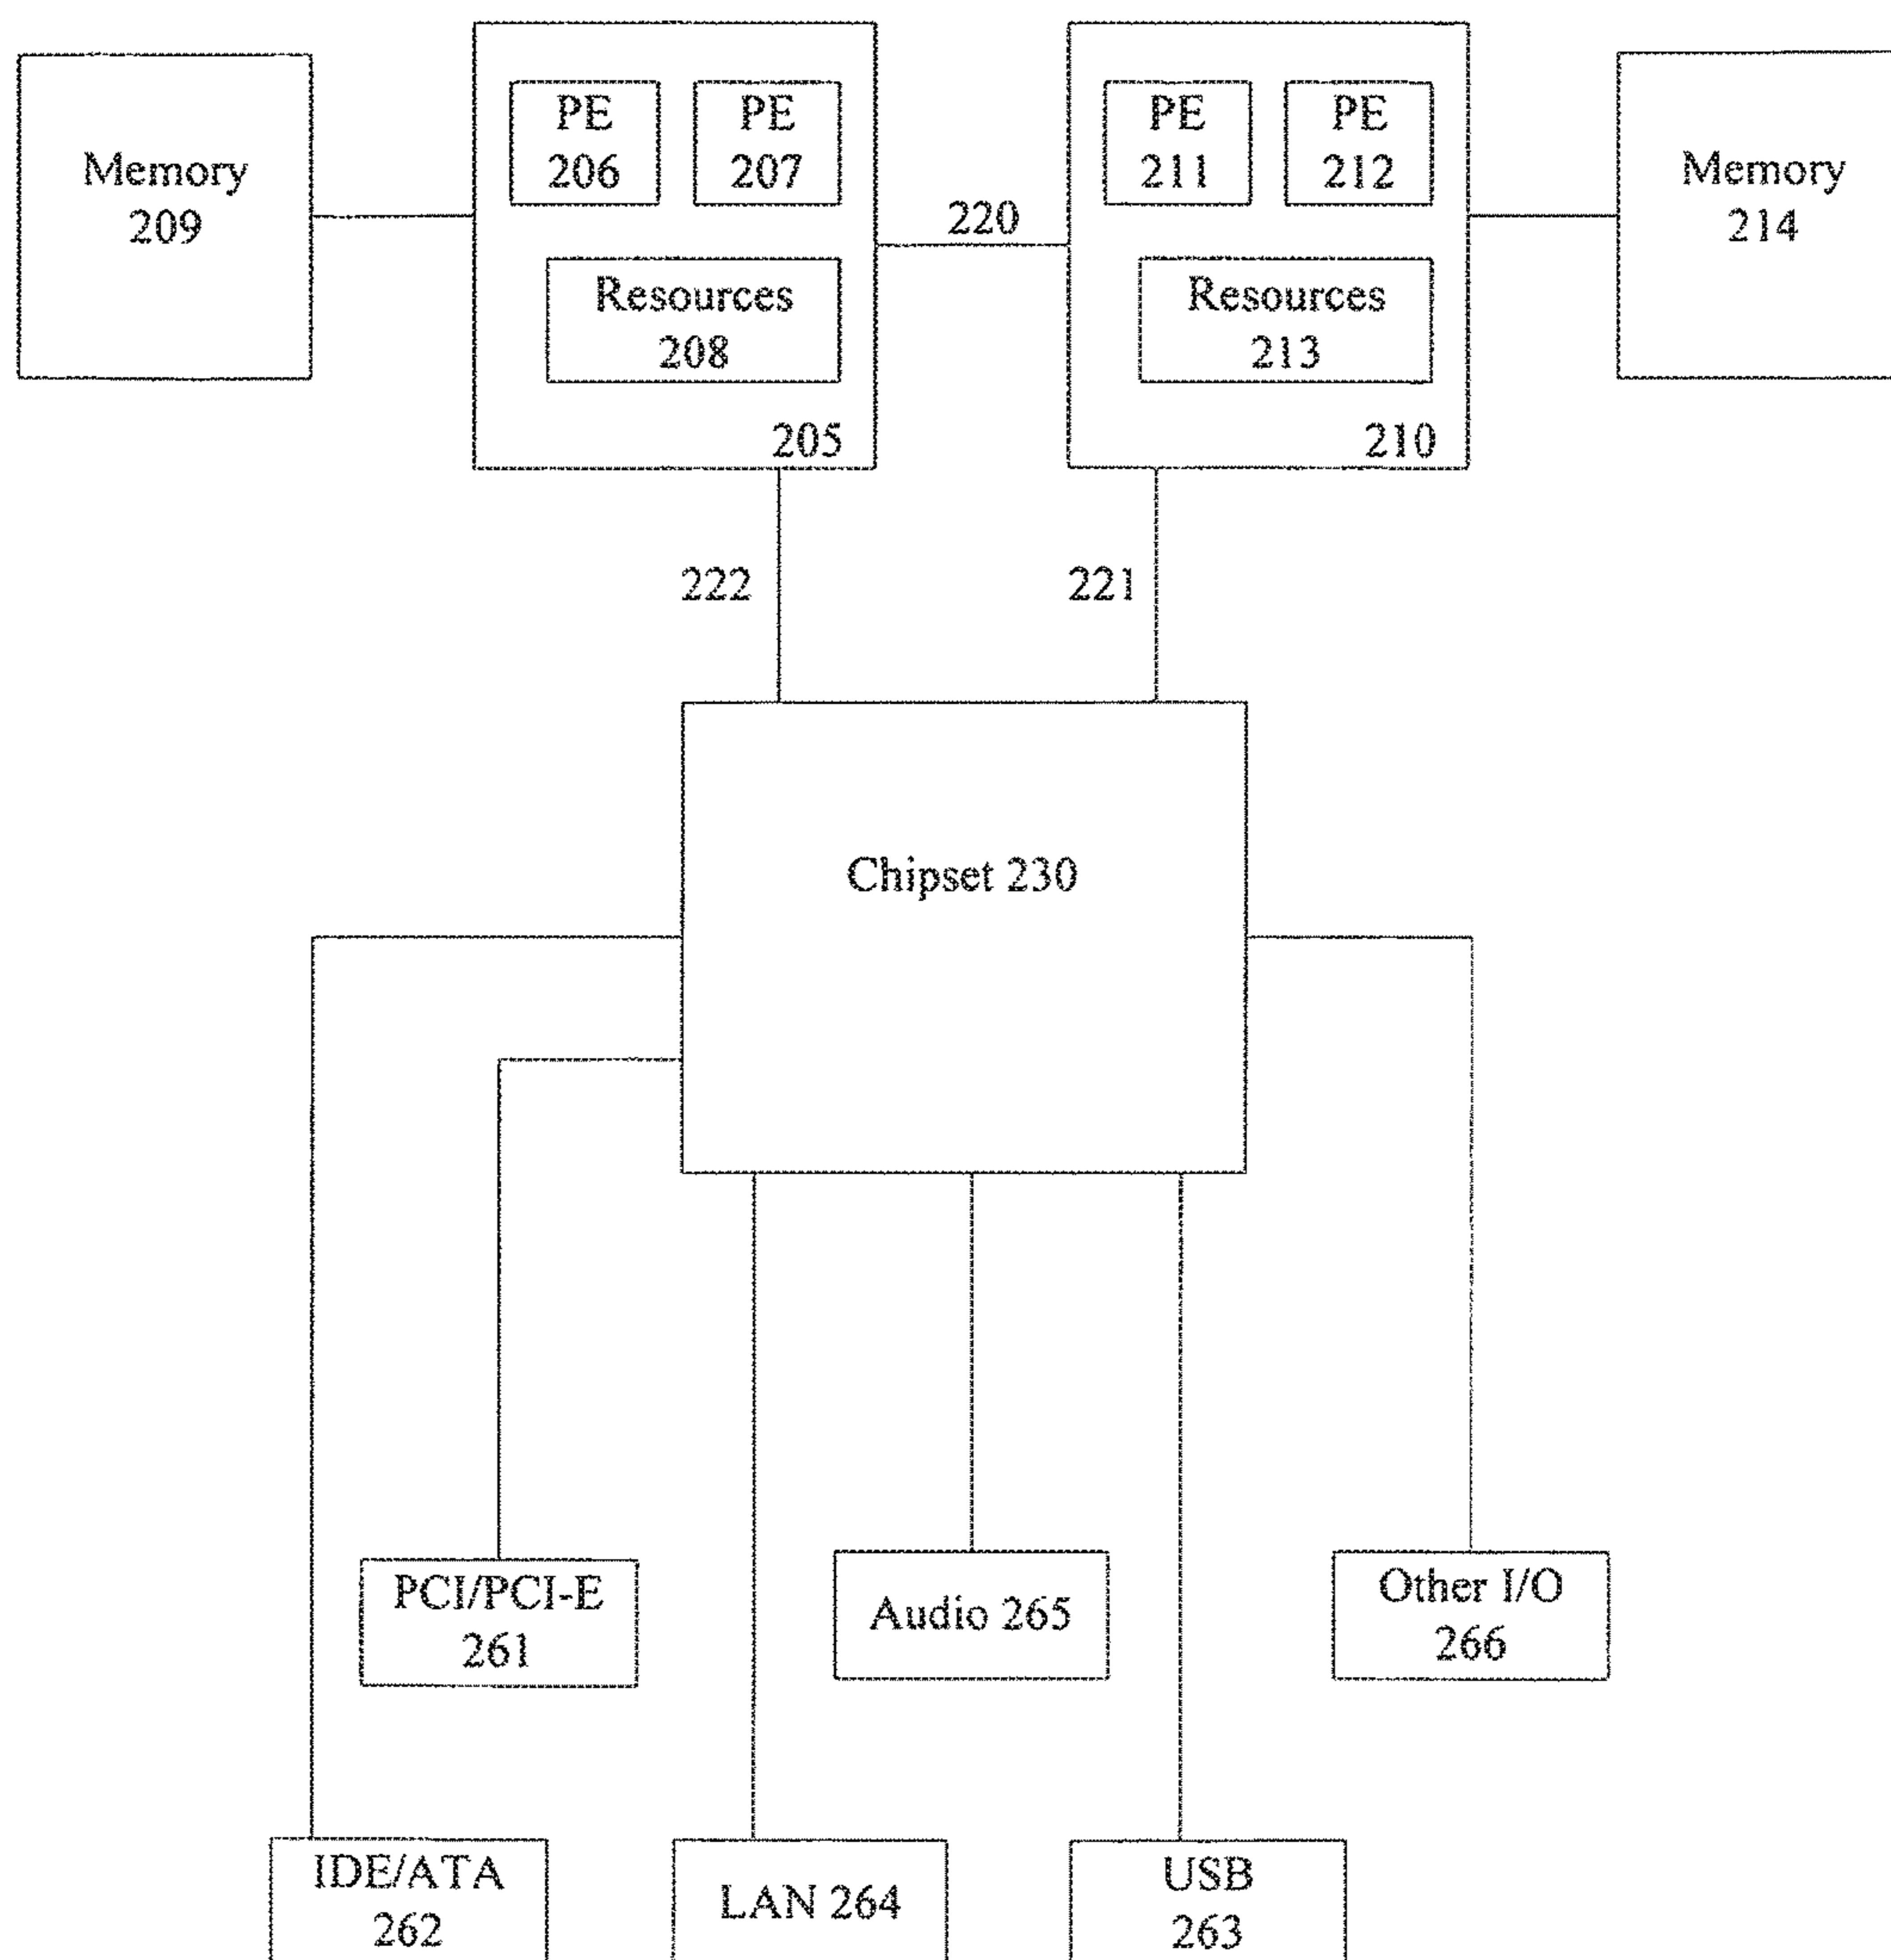 Memory
209
PE
206
PE
207
Resources
208
205
220
PE
211
PE
212
Resources
213
210
Memory
214
222
221
Chipset 230
PCI/PCI-E
261
Audio 265
Other I/O
266
IDE/ATA
262
LAN 264
USB
263